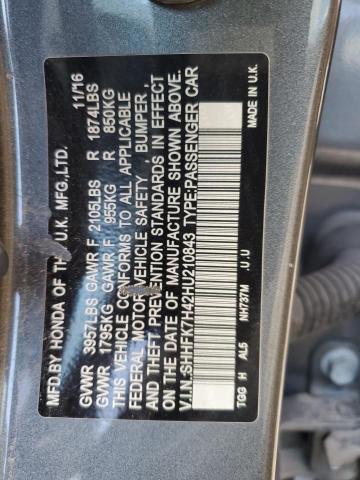 MFD.BY HONDA OF THE U.K. MFG.,LTD. 11/16
GVWR 3957LBS GAWR F 2105LBS R 1874LBS
GVWR 1795KG GAWR F 955KG R 850KG
THIS VEHICLE CONFORMS TO ALL APPLICABLE
FEDERAL MOTOR VEHICLE SAFETY , BUMPER ,
AND THEFT PREVENTION STANDARDS IN EFFECT
ON THE DATE OF MANUFACTURE SHOWN ABOVE.
V.I.N.:SHHFK7H42HU210843 TYPE:PASSENGER CAR
TGG H AL5 NH737M J U MADE IN U.K.